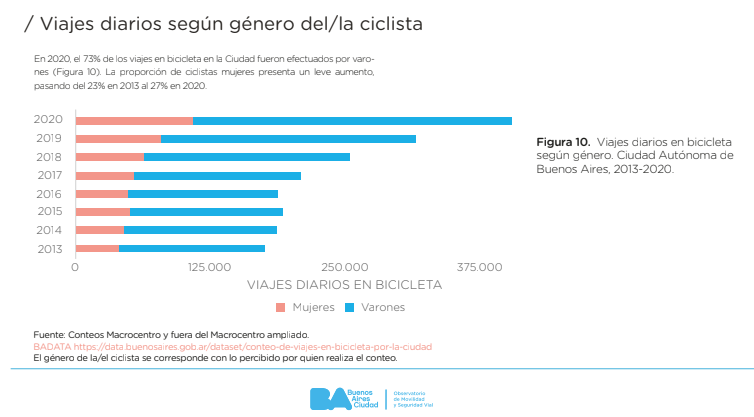 / Viajes diarios según género del/la ciclista
En 2020, el 73% de los viajes en bicicleta en la Ciudad fueron efectuados por varo-
nes (Figura 10). La proporción de ciclistas mujeres presenta un leve aumento,
pasando del 23% en 2013 al 27% en 2020.
2020
2019
2018
2017
2016
2015
2014
2013
0 125.000 250.000 375.000
VIAJES DIARIOS EN BICICLETA
Mujeres Varones
Figura 10. Viajes diarios en bicicleta
según género. Ciudad Autónoma de
Buenos Aires, 2013-2020.
Fuente: Conteos Macrocentro y fuera del Macrocentro ampliado.
BADATA https://data.buenosaires.gob.ar/dataset/conteo-de-viajes-en-bicicleta-por-la-ciudad
El género de la/el ciclista se corresponde con lo percibido por quien realiza el conteo.
BA Buenos
Aires
Ciudad
Observatorio
de Movilidad
y Seguridad Vial